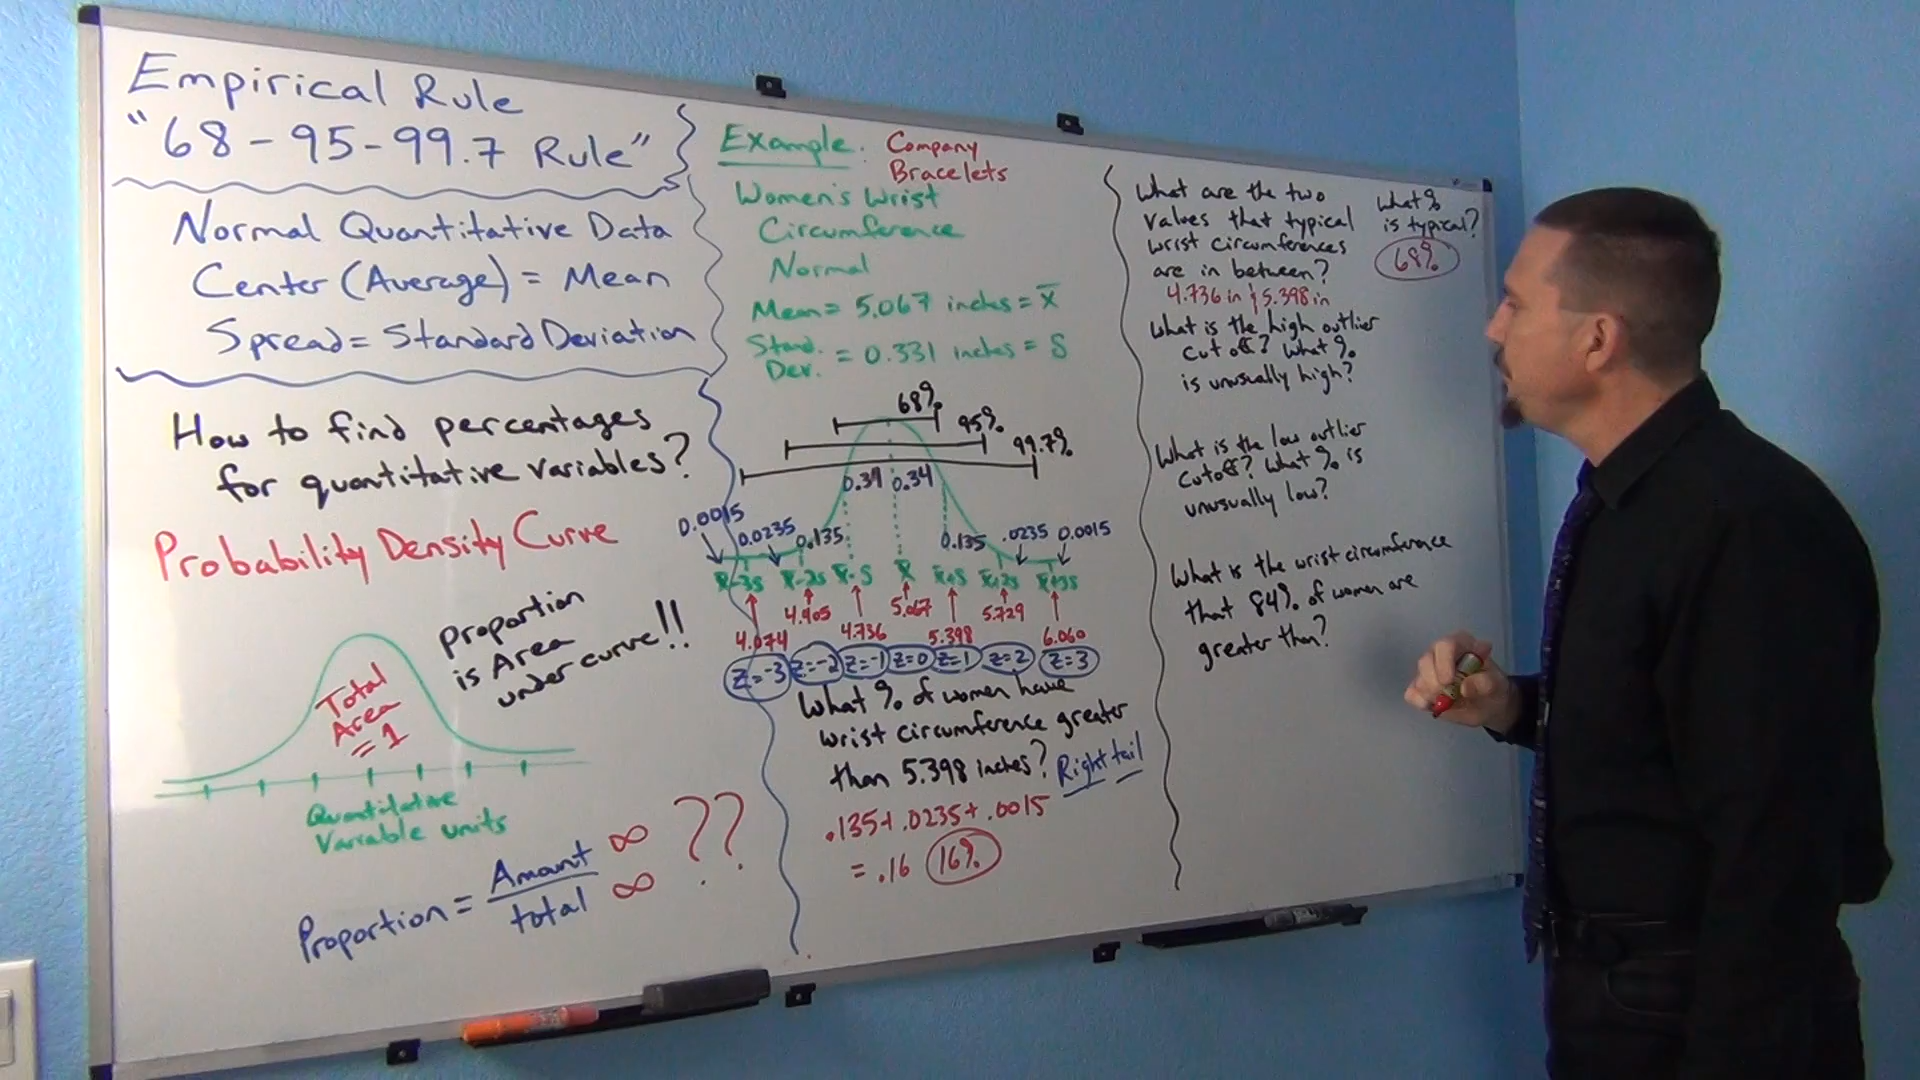 Empirical Rule
"68-95-99.7 Rule"
Normal Quantitative Data
Center (Average) = Mean
Spread = Standard Deviation
How to find percentages
for quantitative variables?
Probability Density Curve
proportion
is Area
under curve!!
Total
Area
= 1
Quantitative
Variable units
Proportion = Amount / total
∞
∞
??
Example: Company
Bracelets
Women's Wrist
Circumference
Normal
Mean = 5.067 inches = x̄
Stand. Dev. = 0.331 inches = S
68%
95%
99.7%
0.34 0.34
0.0015 0.0235 0.135 0.135 .0235 0.0015
x̄-3s x̄-2s x̄-s x̄ x̄+s x̄+2s x̄+3s
4.074 4.405 4.736 5.067 5.398 5.729 6.060
z=-3 z=-2 z=-1 z=0 z=1 z=2 z=3
What % of women have
wrist circumference greater
than 5.398 inches? Right tail
.135+.0235+.0015
= .16 16%
What are the two
values that typical
wrist circumferences
are in between?
4.736 in & 5.398 in
What %
is typical?
68%
What is the high outlier
cutoff? What %
is unusually high?
What is the low outlier
cutoff? What % is
unusually low?
What is the wrist circumference
that 84% of women are
greater than?